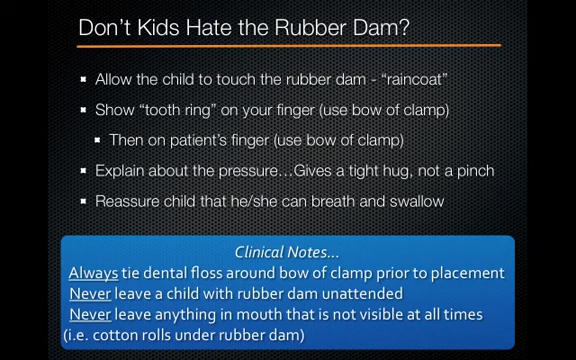 Don't Kids Hate the Rubber Dam?
Allow the child to touch the rubber dam - "raincoat"
Show "tooth ring" on your finger (use bow of clamp)
Then on patient's finger (use bow of clamp)
Explain about the pressure...Gives a tight hug, not a pinch
Reassure child that he/she can breath and swallow
Clinical Notes...
Always tie dental floss around bow of clamp prior to placement
Never leave a child with rubber dam unattended
Never leave anything in mouth that is not visible at all times
(i.e. cotton rolls under rubber dam)